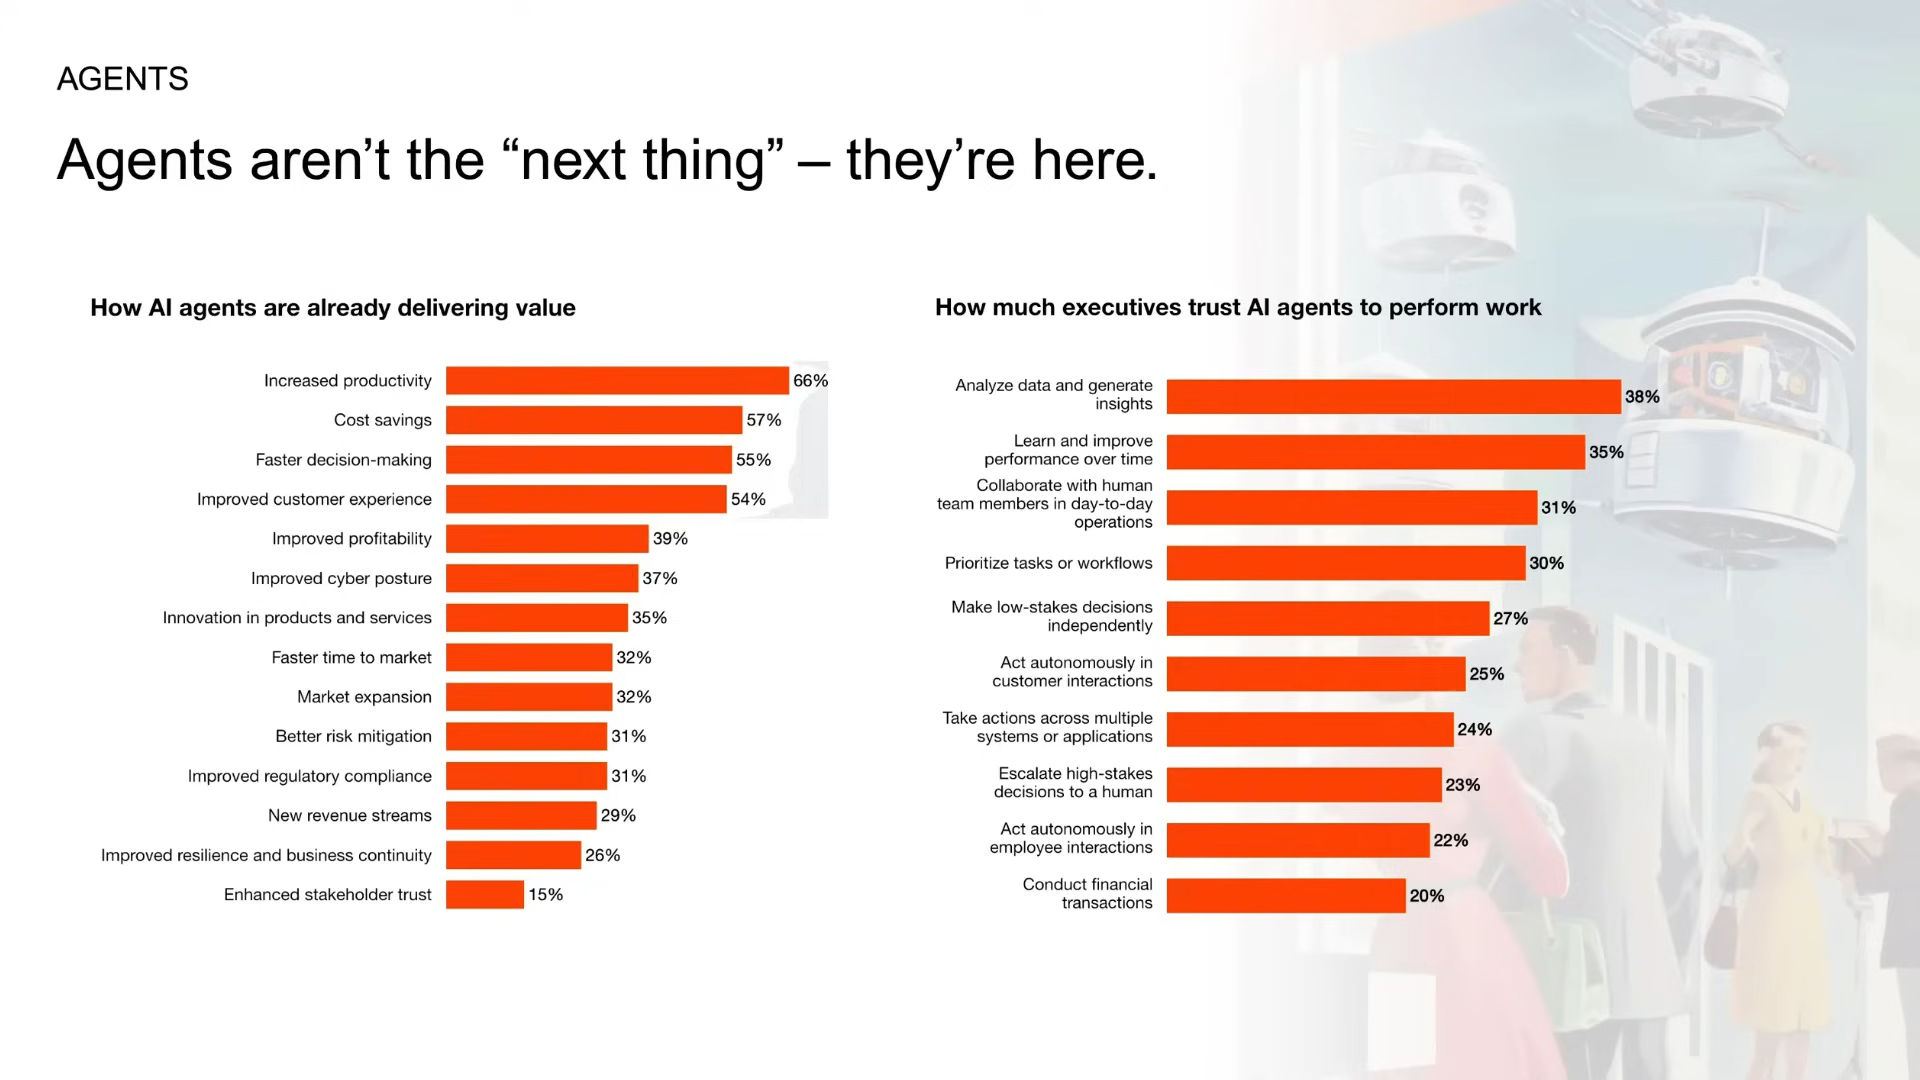 AGENTS
Agents aren’t the “next thing” – they’re here.
How AI agents are already delivering value
Increased productivity 66%
Cost savings 57%
Faster decision-making 55%
Improved customer experience 54%
Improved profitability 39%
Improved cyber posture 37%
Innovation in products and services 35%
Faster time to market 32%
Market expansion 32%
Better risk mitigation 31%
Improved regulatory compliance 31%
New revenue streams 29%
Improved resilience and business continuity 26%
Enhanced stakeholder trust 15%
How much executives trust AI agents to perform work
Analyze data and generate
insights
38%
Learn and improve
performance over time
35%
Collaborate with human
team members in day-to-day
operations
31%
Prioritize tasks or workflows 30%
Make low-stakes decisions
independently
27%
Act autonomously in
customer interactions
25%
Take actions across multiple
systems or applications
24%
Escalate high-stakes
decisions to a human
23%
Act autonomously in
employee interactions
22%
Conduct financial
transactions
20%